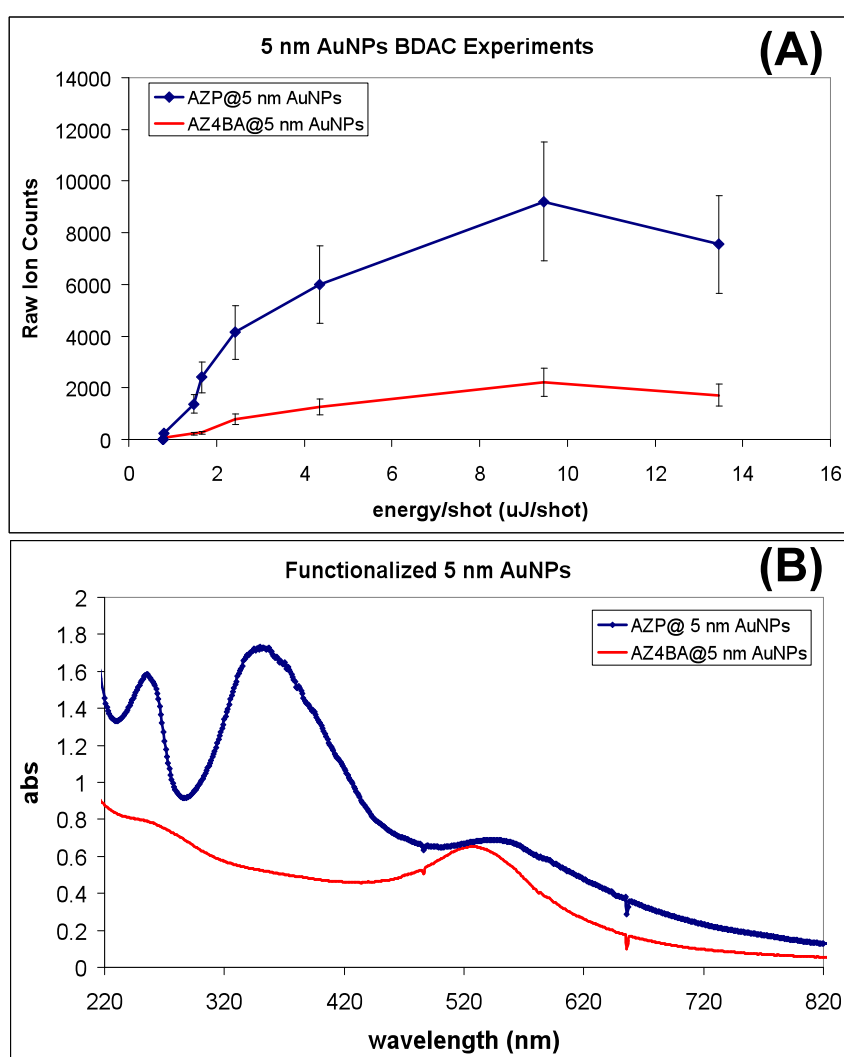 5 nm AuNPs BDAC Experiments
(A)
14000
12000
10000
8000
6000
4000
2000
0
Raw Ion Counts
AZP@5 nm AuNPs
AZ4BA@5 nm AuNPs
0 2 4 6 8 10 12 14 16
energy/shot (uJ/shot)
Functionalized 5 nm AuNPs
(B)
2
1.8
1.6
1.4
1.2
1
0.8
0.6
0.4
0.2
0
abs
AZP@ 5 nm AuNPs
AZ4BA@5 nm AuNPs
220 320 420 520 620 720 820
wavelength (nm)